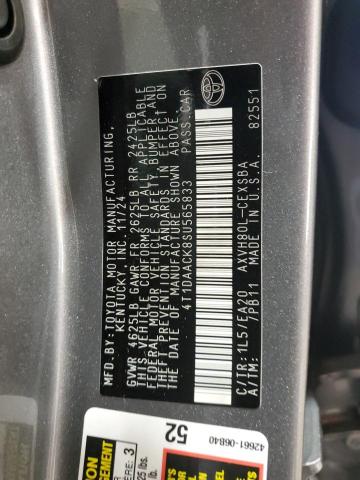 MFD. BY: TOYOTA MOTOR MANUFACTURING,
KENTUCKY, INC. 11/24
GVWR 4625LB GAWR FR 2625LB RR 2425LB
THIS VEHICLE CONFORMS TO ALL APPLICABLE
FEDERAL MOTOR VEHICLE SAFETY, BUMPER, AND
THEFT PREVENTION STANDARDS IN EFFECT ON
THE DATE OF MANUFACTURE SHOWN ABOVE.
4T1DAACK8SU565833 PASS.CAR
C/TR: 1L5/EA20 AXVH80L-CEXSBA
A/TM: /PB11 MADE IN U.S.A
82551
42661-06840
52